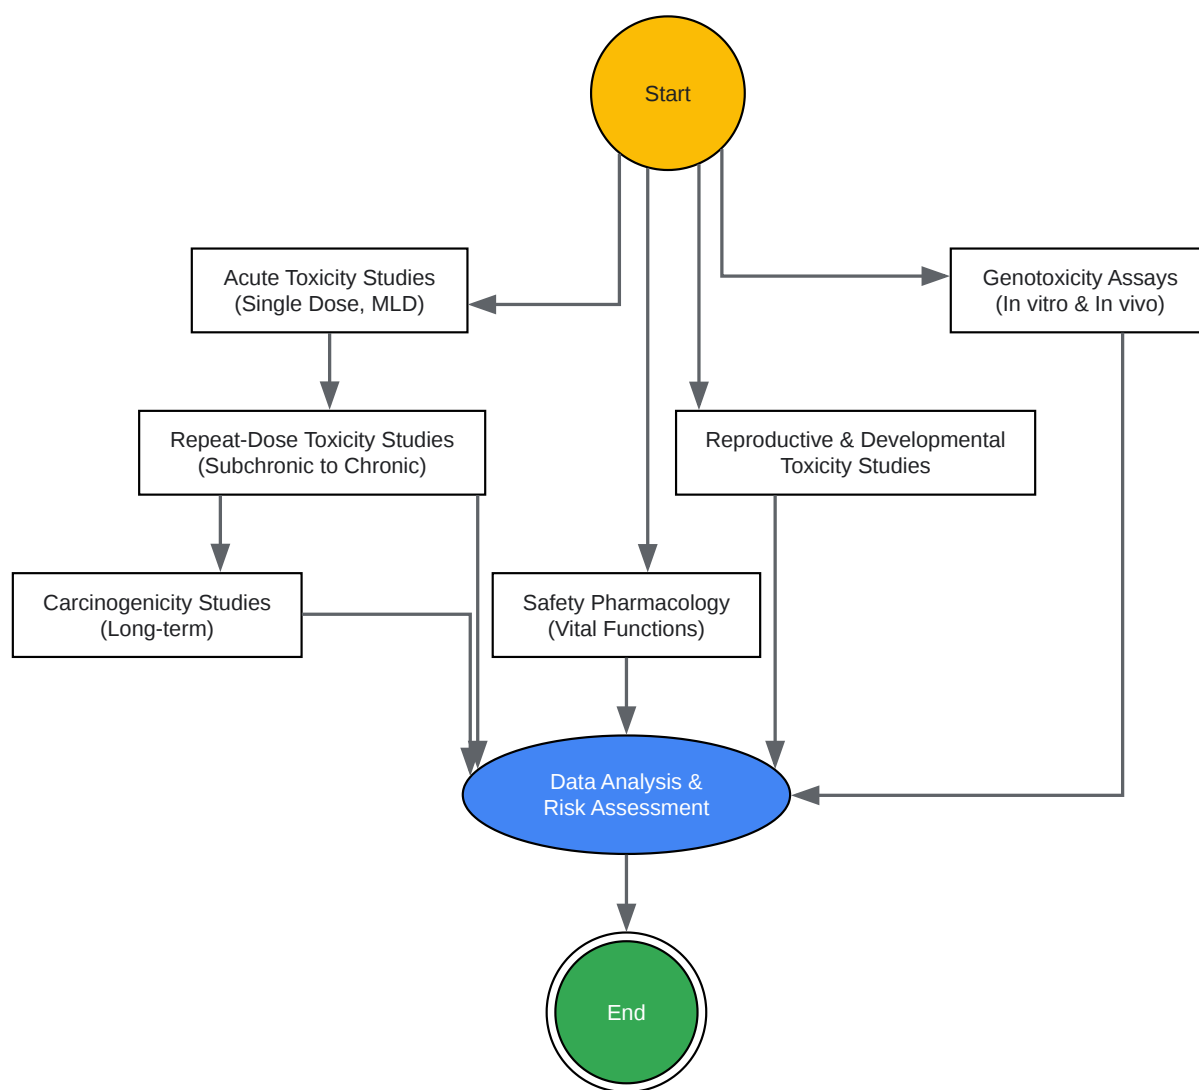 Start
Acute Toxicity Studies
(Single Dose, MLD)
Genotoxicity Assays
(In vitro & In vivo)
Repeat-Dose Toxicity Studies
(Subchronic to Chronic)
Reproductive & Developmental
Toxicity Studies
Carcinogenicity Studies
(Long-term)
Safety Pharmacology
(Vital Functions)
Data Analysis &
Risk Assessment
End